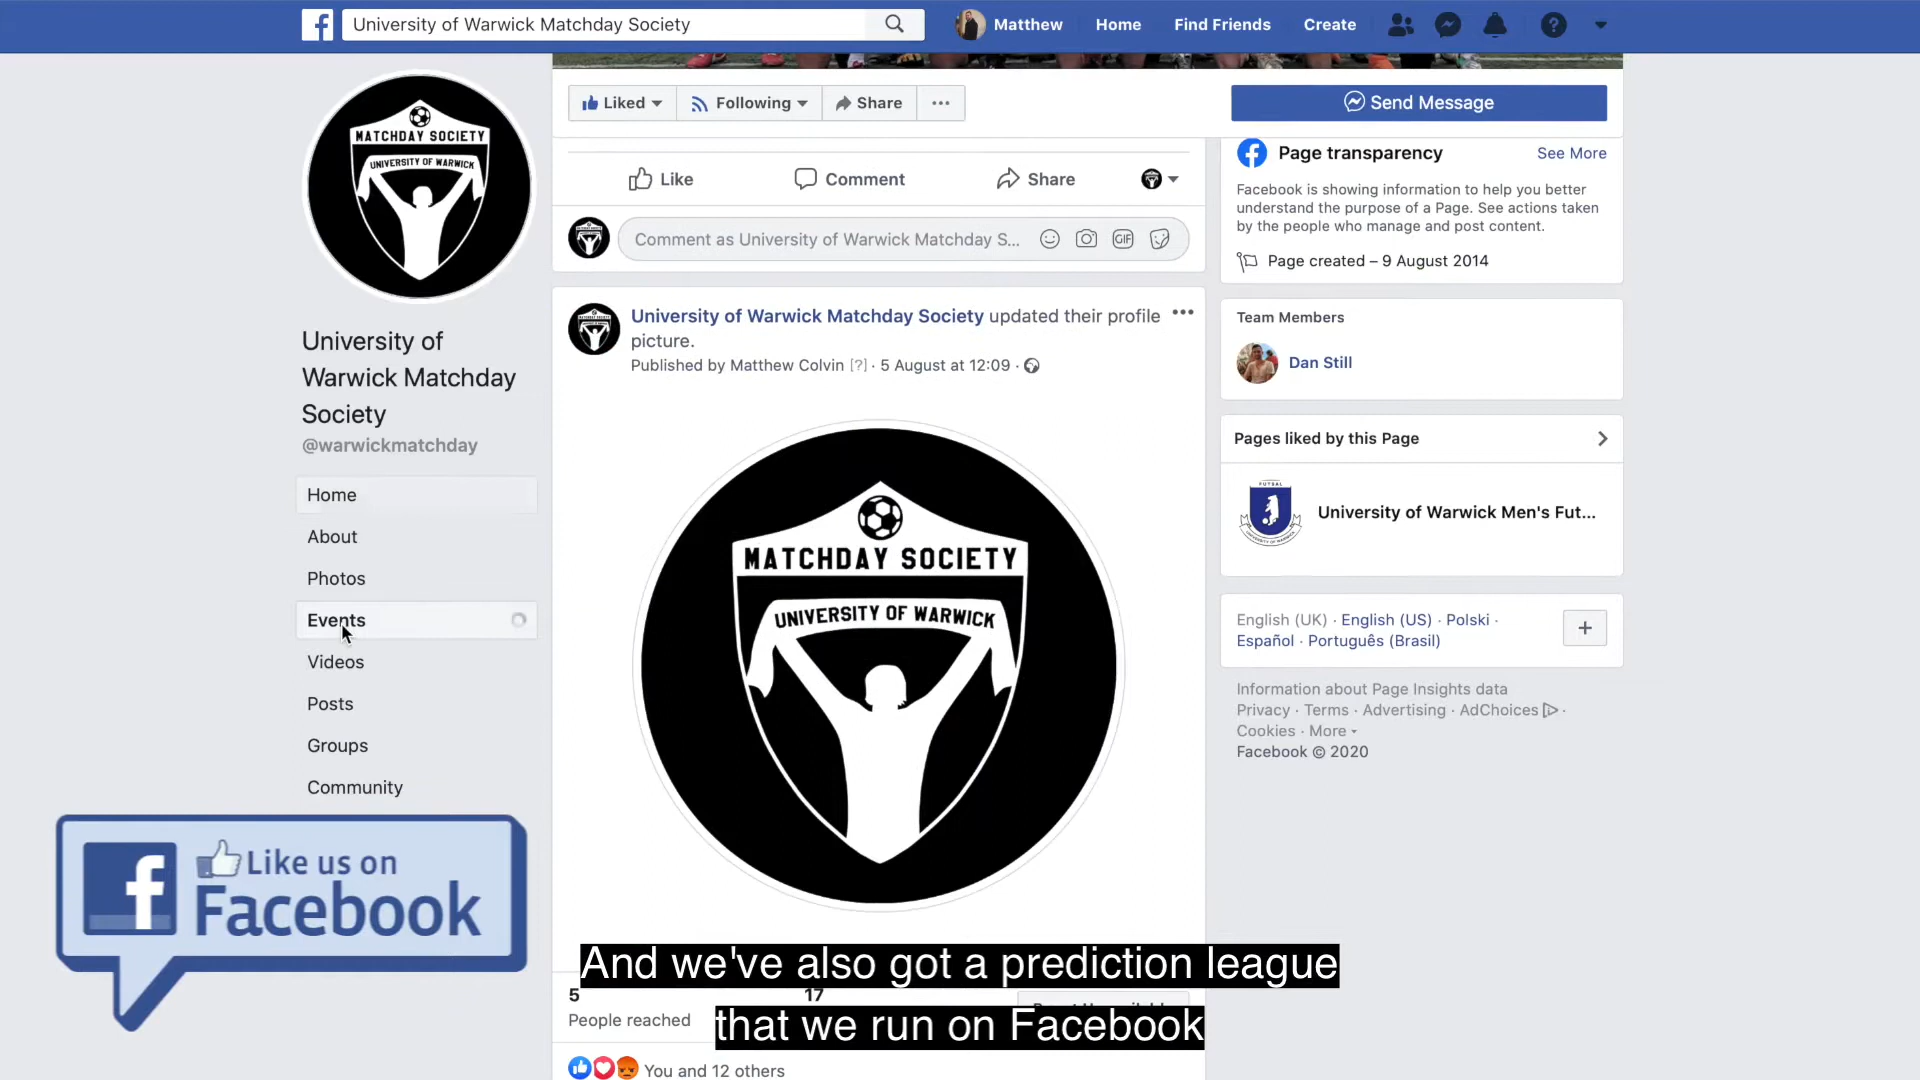 University of Warwick Matchday Society
Matthew
Home
Find Friends
Create
Liked
Following
Share
Send Message
MATCHDAY SOCIETY
UNIVERSITY OF WARWICK
Like
Comment
Share
Comment as University of Warwick Matchday S...
GIF
Page transparency
See More
Facebook is showing information to help you better
understand the purpose of a Page. See actions taken
by the people who manage and post content.
Page created – 9 August 2014
University of
Warwick Matchday
Society
@warwickmatchday
Home
About
Photos
Events
Videos
Posts
Groups
Community
University of Warwick Matchday Society updated their profile
picture.
Published by Matthew Colvin [?] · 5 August at 12:09 ·
MATCHDAY SOCIETY
UNIVERSITY OF WARWICK
Team Members
Dan Still
Pages liked by this Page
FUTSAL
University of Warwick Men's Fut...
English (UK) · English (US) · Polski ·
Español · Português (Brasil)
Information about Page Insights data
Privacy · Terms · Advertising · AdChoices ·
Cookies · More
Facebook © 2020
Like us on
Facebook
And we've also got a prediction league
that we run on Facebook
5
People reached
17
You and 12 others